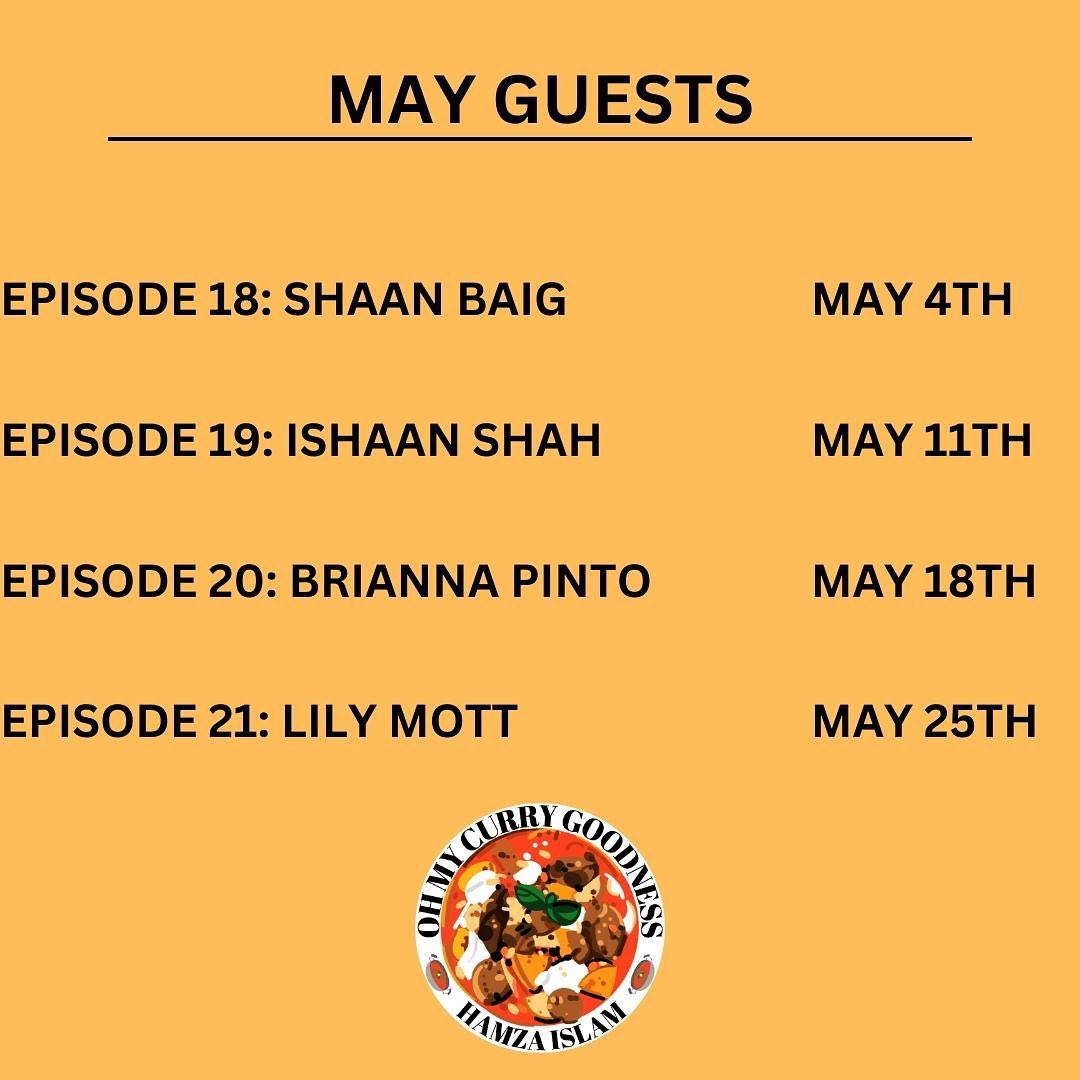 MAY GUESTS
EPISODE 18: SHAAN BAIG MAY 4TH
EPISODE 19: ISHAAN SHAH MAY 11TH
EPISODE 20: BRIANNA PINTO MAY 18TH
EPISODE 21: LILY MOTT MAY 25TH
OH MY CURRY GOODNESS
HAMZA ISLAM